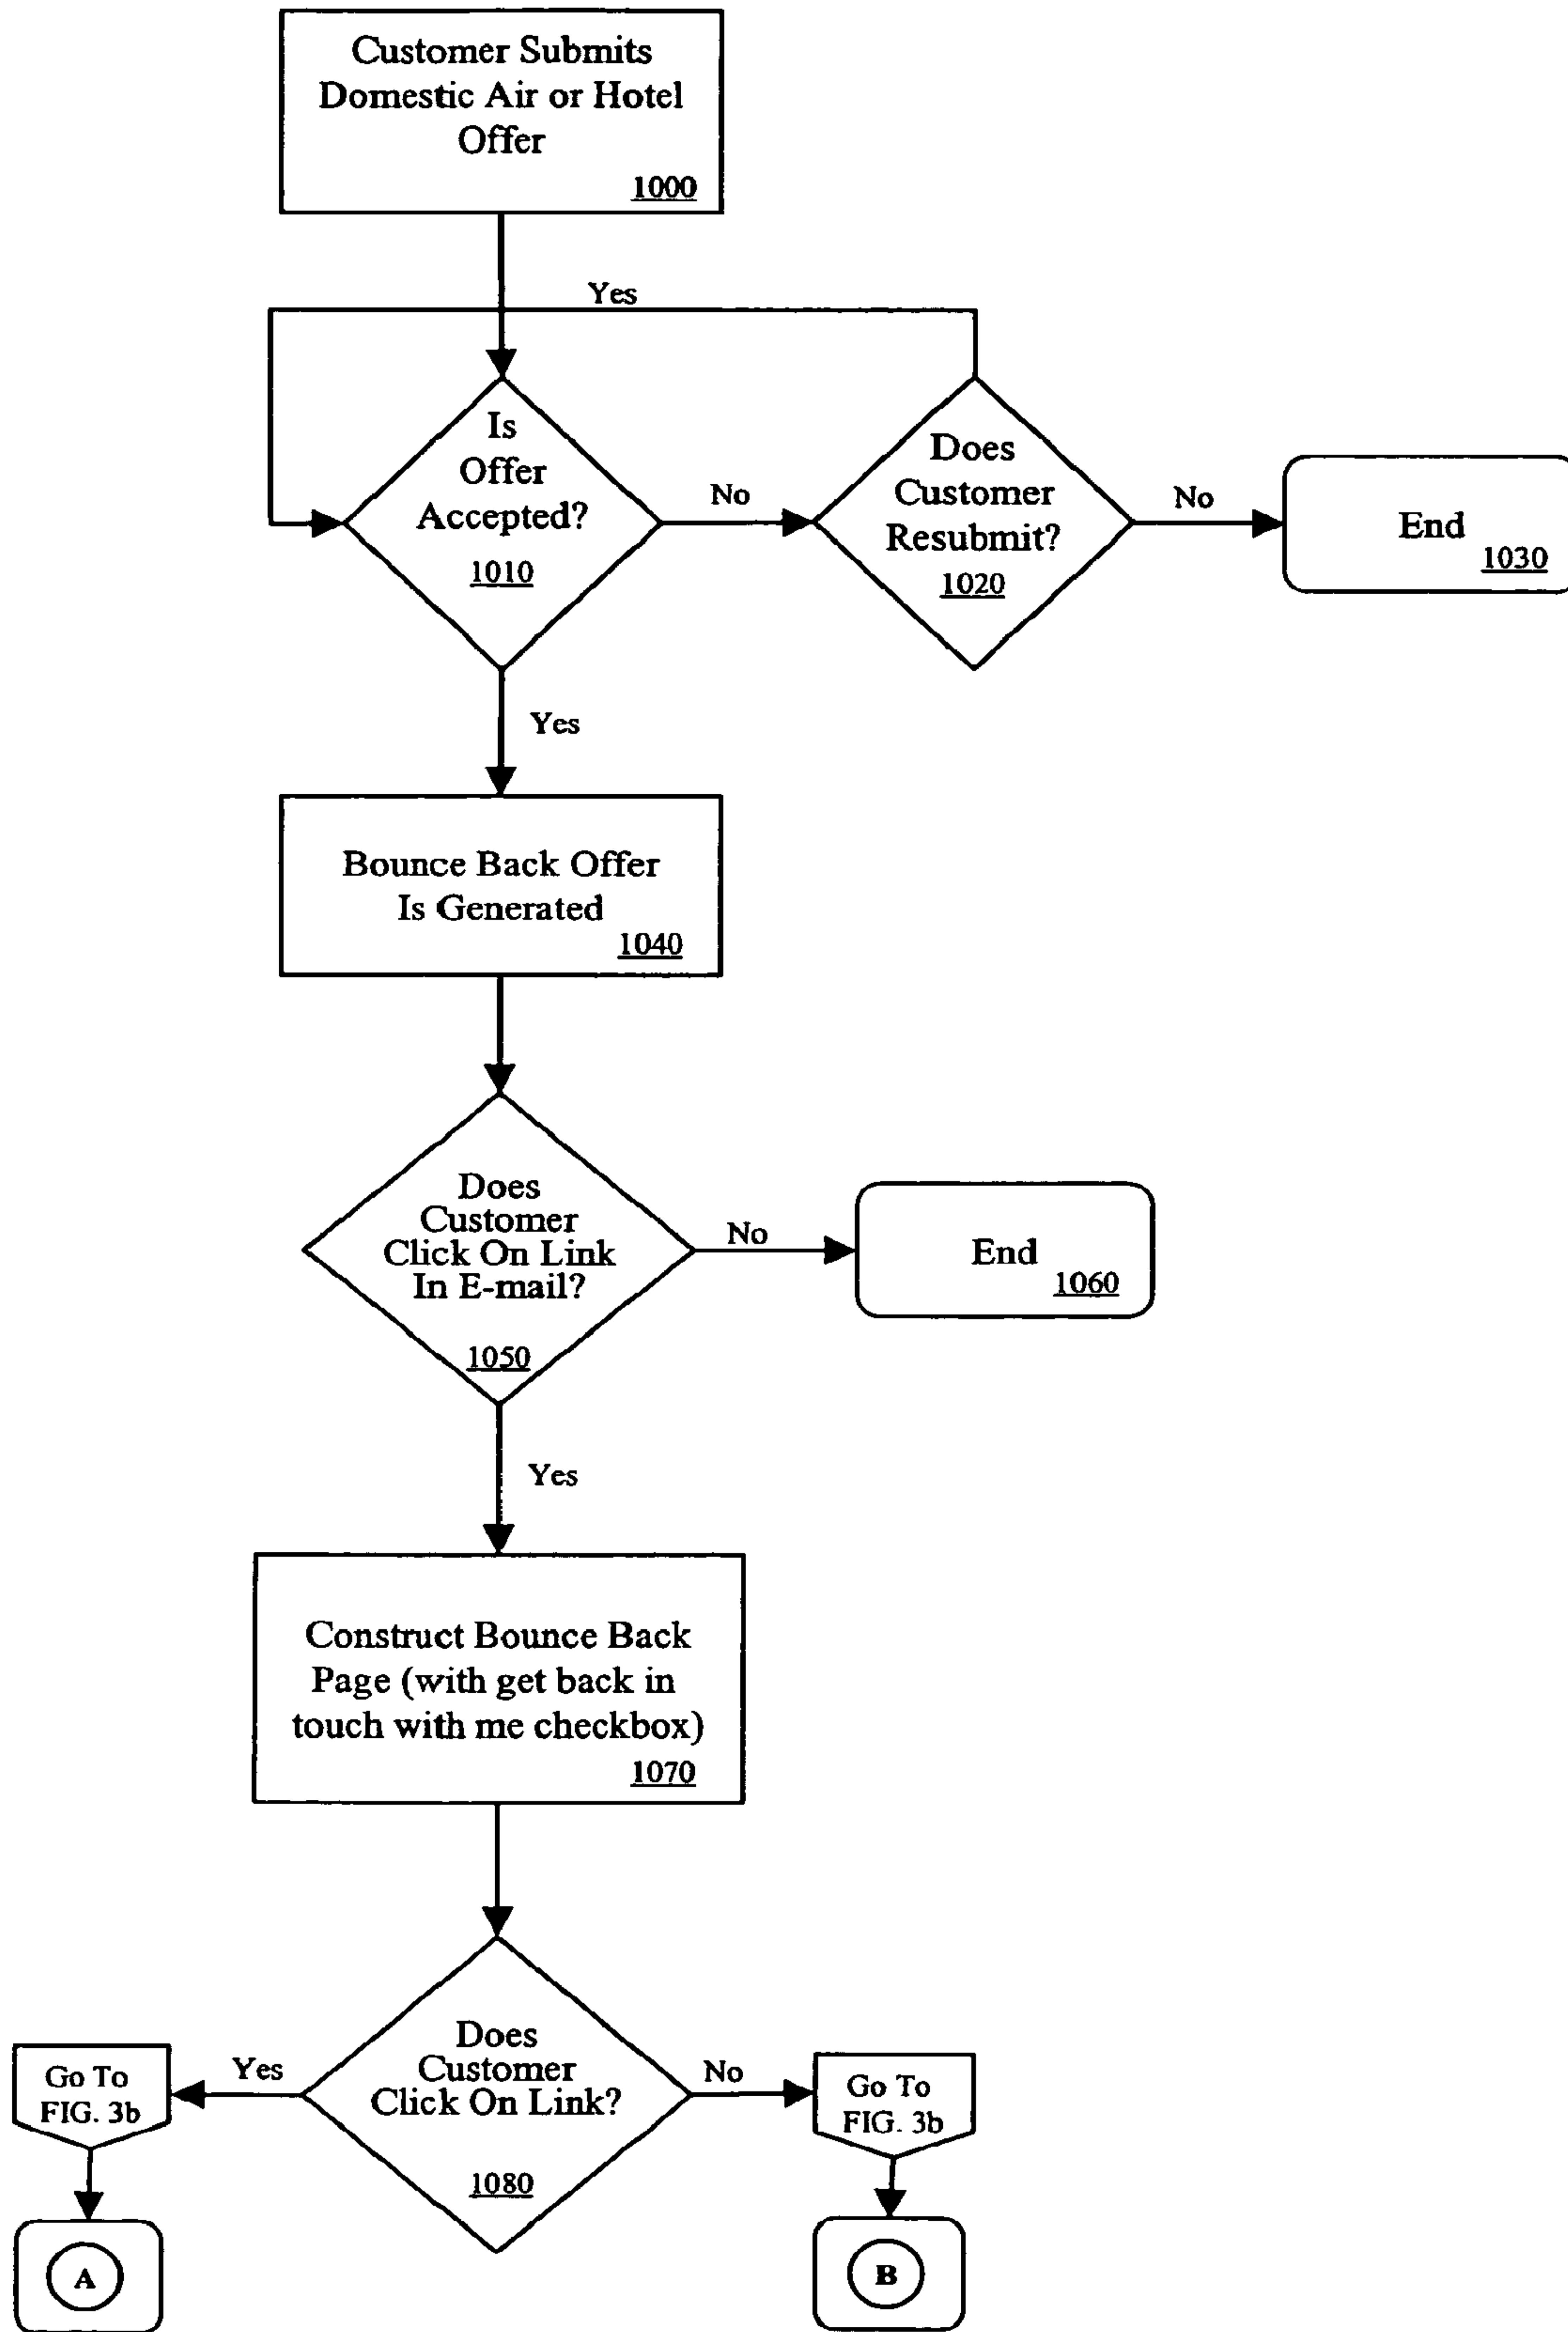 Customer Submits
Domestic Air or Hotel
Offer
1000
Yes
Is
Offer
Accepted?
1010
No
Does
Customer
Resubmit?
1020
No
End
1030
Yes
Bounce Back Offer
Is Generated
1040
Does
Customer
Click On Link
In E-mail?
1050
No
End
1060
Yes
Construct Bounce Back
Page (with get back in
touch with me checkbox)
1070
Does
Customer
Click On Link?
1080
Yes
Go To
FIG. 3b
A
No
Go To
FIG. 3b
B